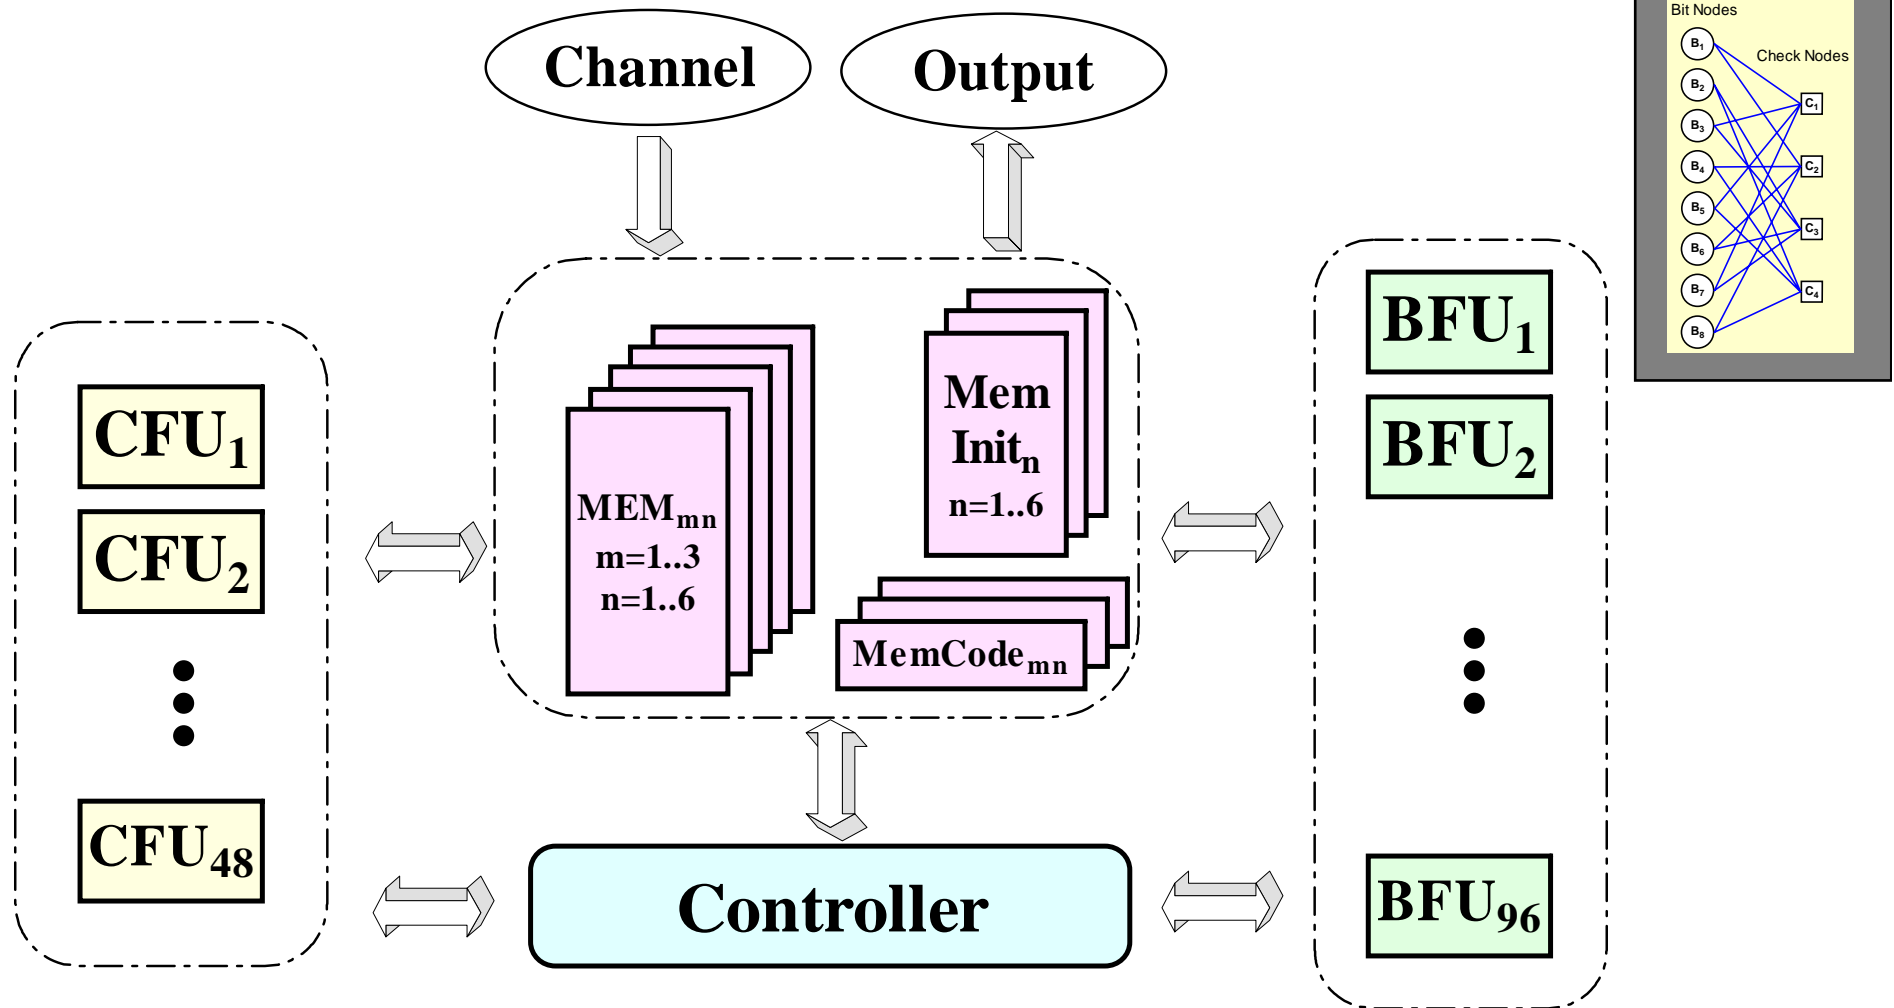 Channel
Output
Bit Nodes
Check Nodes
B1
B2
B3
B4
B5
B6
B7
B8
C1
C2
C3
C4
CFU1
CFU2
CFU48
MEMmn
m=1..3
n=1..6
Mem
Initn
n=1..6
MemCodemn
BFU1
BFU2
BFU96
Controller